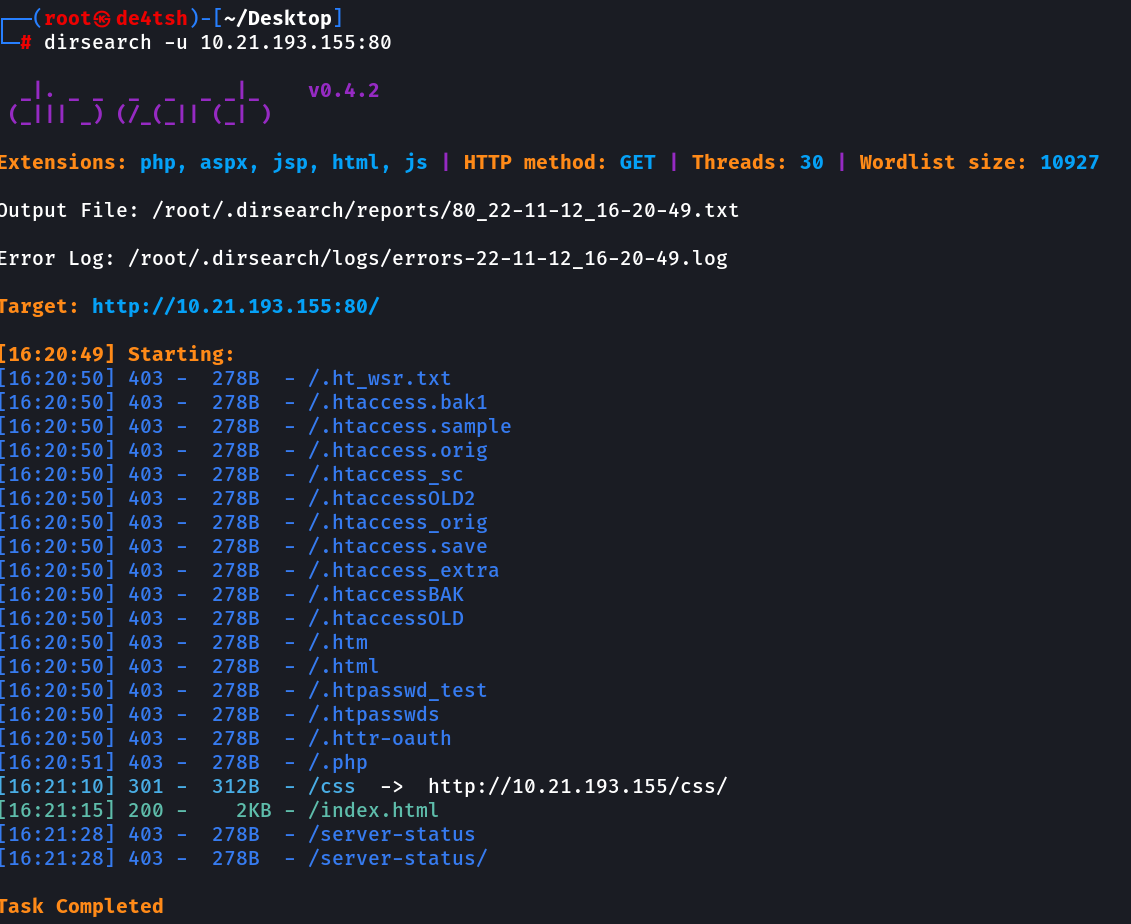 ┌──(root㉿de4tsh)-[~/Desktop]
└─# dirsearch -u 10.21.193.155:80
  _|. _ _  _  _  _ _|_    v0.4.2
 (_||| _) (/_(_|| (_| )
Extensions: php, aspx, jsp, html, js | HTTP method: GET | Threads: 30 | Wordlist size: 10927
Output File: /root/.dirsearch/reports/80_22-11-12_16-20-49.txt
Error Log: /root/.dirsearch/logs/errors-22-11-12_16-20-49.log
Target: http://10.21.193.155:80/
[16:20:49] Starting:
[16:20:50] 403 -  278B  - /.ht_wsr.txt
[16:20:50] 403 -  278B  - /.htaccess.bak1
[16:20:50] 403 -  278B  - /.htaccess.sample
[16:20:50] 403 -  278B  - /.htaccess.orig
[16:20:50] 403 -  278B  - /.htaccess_sc
[16:20:50] 403 -  278B  - /.htaccessOLD2
[16:20:50] 403 -  278B  - /.htaccess_orig
[16:20:50] 403 -  278B  - /.htaccess.save
[16:20:50] 403 -  278B  - /.htaccess_extra
[16:20:50] 403 -  278B  - /.htaccessBAK
[16:20:50] 403 -  278B  - /.htaccessOLD
[16:20:50] 403 -  278B  - /.htm
[16:20:50] 403 -  278B  - /.html
[16:20:50] 403 -  278B  - /.htpasswd_test
[16:20:50] 403 -  278B  - /.htpasswds
[16:20:50] 403 -  278B  - /.httr-oauth
[16:20:51] 403 -  278B  - /.php
[16:21:10] 301 -  312B  - /css  ->  http://10.21.193.155/css/
[16:21:15] 200 -    2KB - /index.html
[16:21:28] 403 -  278B  - /server-status
[16:21:28] 403 -  278B  - /server-status/
Task Completed